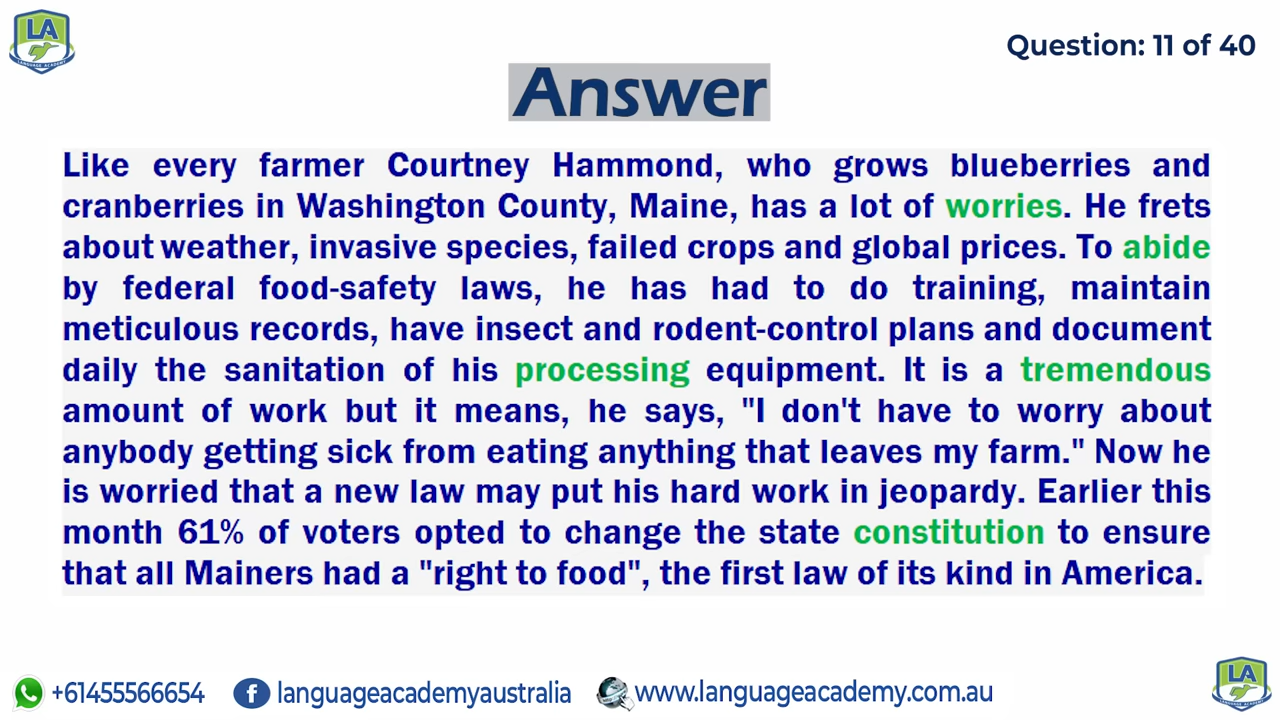 LA
LANGUAGE ACADEMY
Question: 11 of 40
Answer
Like every farmer Courtney Hammond, who grows blueberries and
cranberries in Washington County, Maine, has a lot of worries. He frets
about weather, invasive species, failed crops and global prices. To abide
by federal food-safety laws, he has had to do training, maintain
meticulous records, have insect and rodent-control plans and document
daily the sanitation of his processing equipment. It is a tremendous
amount of work but it means, he says, "I don't have to worry about
anybody getting sick from eating anything that leaves my farm." Now he
is worried that a new law may put his hard work in jeopardy. Earlier this
month 61% of voters opted to change the state constitution to ensure
that all Mainers had a "right to food", the first law of its kind in America.
+61455566654 languageacademyaustralia www.languageacademy.com.au
LA
LANGUAGE ACADEMY